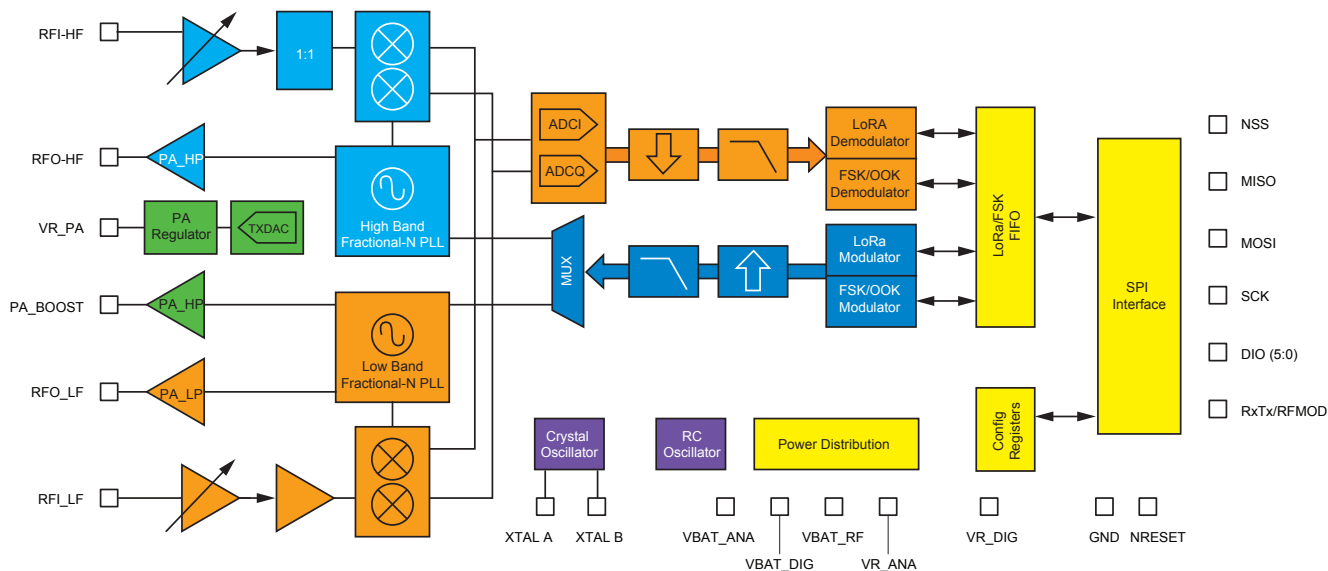 RFI-HF
1:1
RFO-HF
PA_HP
VR_PA
PA
Regulator
TXDAC
High Band
Fractional-N PLL
PA_BOOST
PA_HP
Low Band
Fractional-N PLL
RFO_LF
PA_LP
RFI_LF
ADCI
ADCQ
MUX
LoRA
Demodulator
FSK/OOK
Demodulator
LoRa
Modulator
FSK/OOK
Modulator
LoRa/FSK
FIFO
SPI
Interface
Config
Registers
NSS
MISO
MOSI
SCK
DIO (5:0)
RxTx/RFMOD
Crystal
Oscillator
RC
Oscillator
Power Distribution
XTAL A
XTAL B
VBAT_ANA
VBAT_DIG
VBAT_RF
VR_ANA
VR_DIG
GND
NRESET